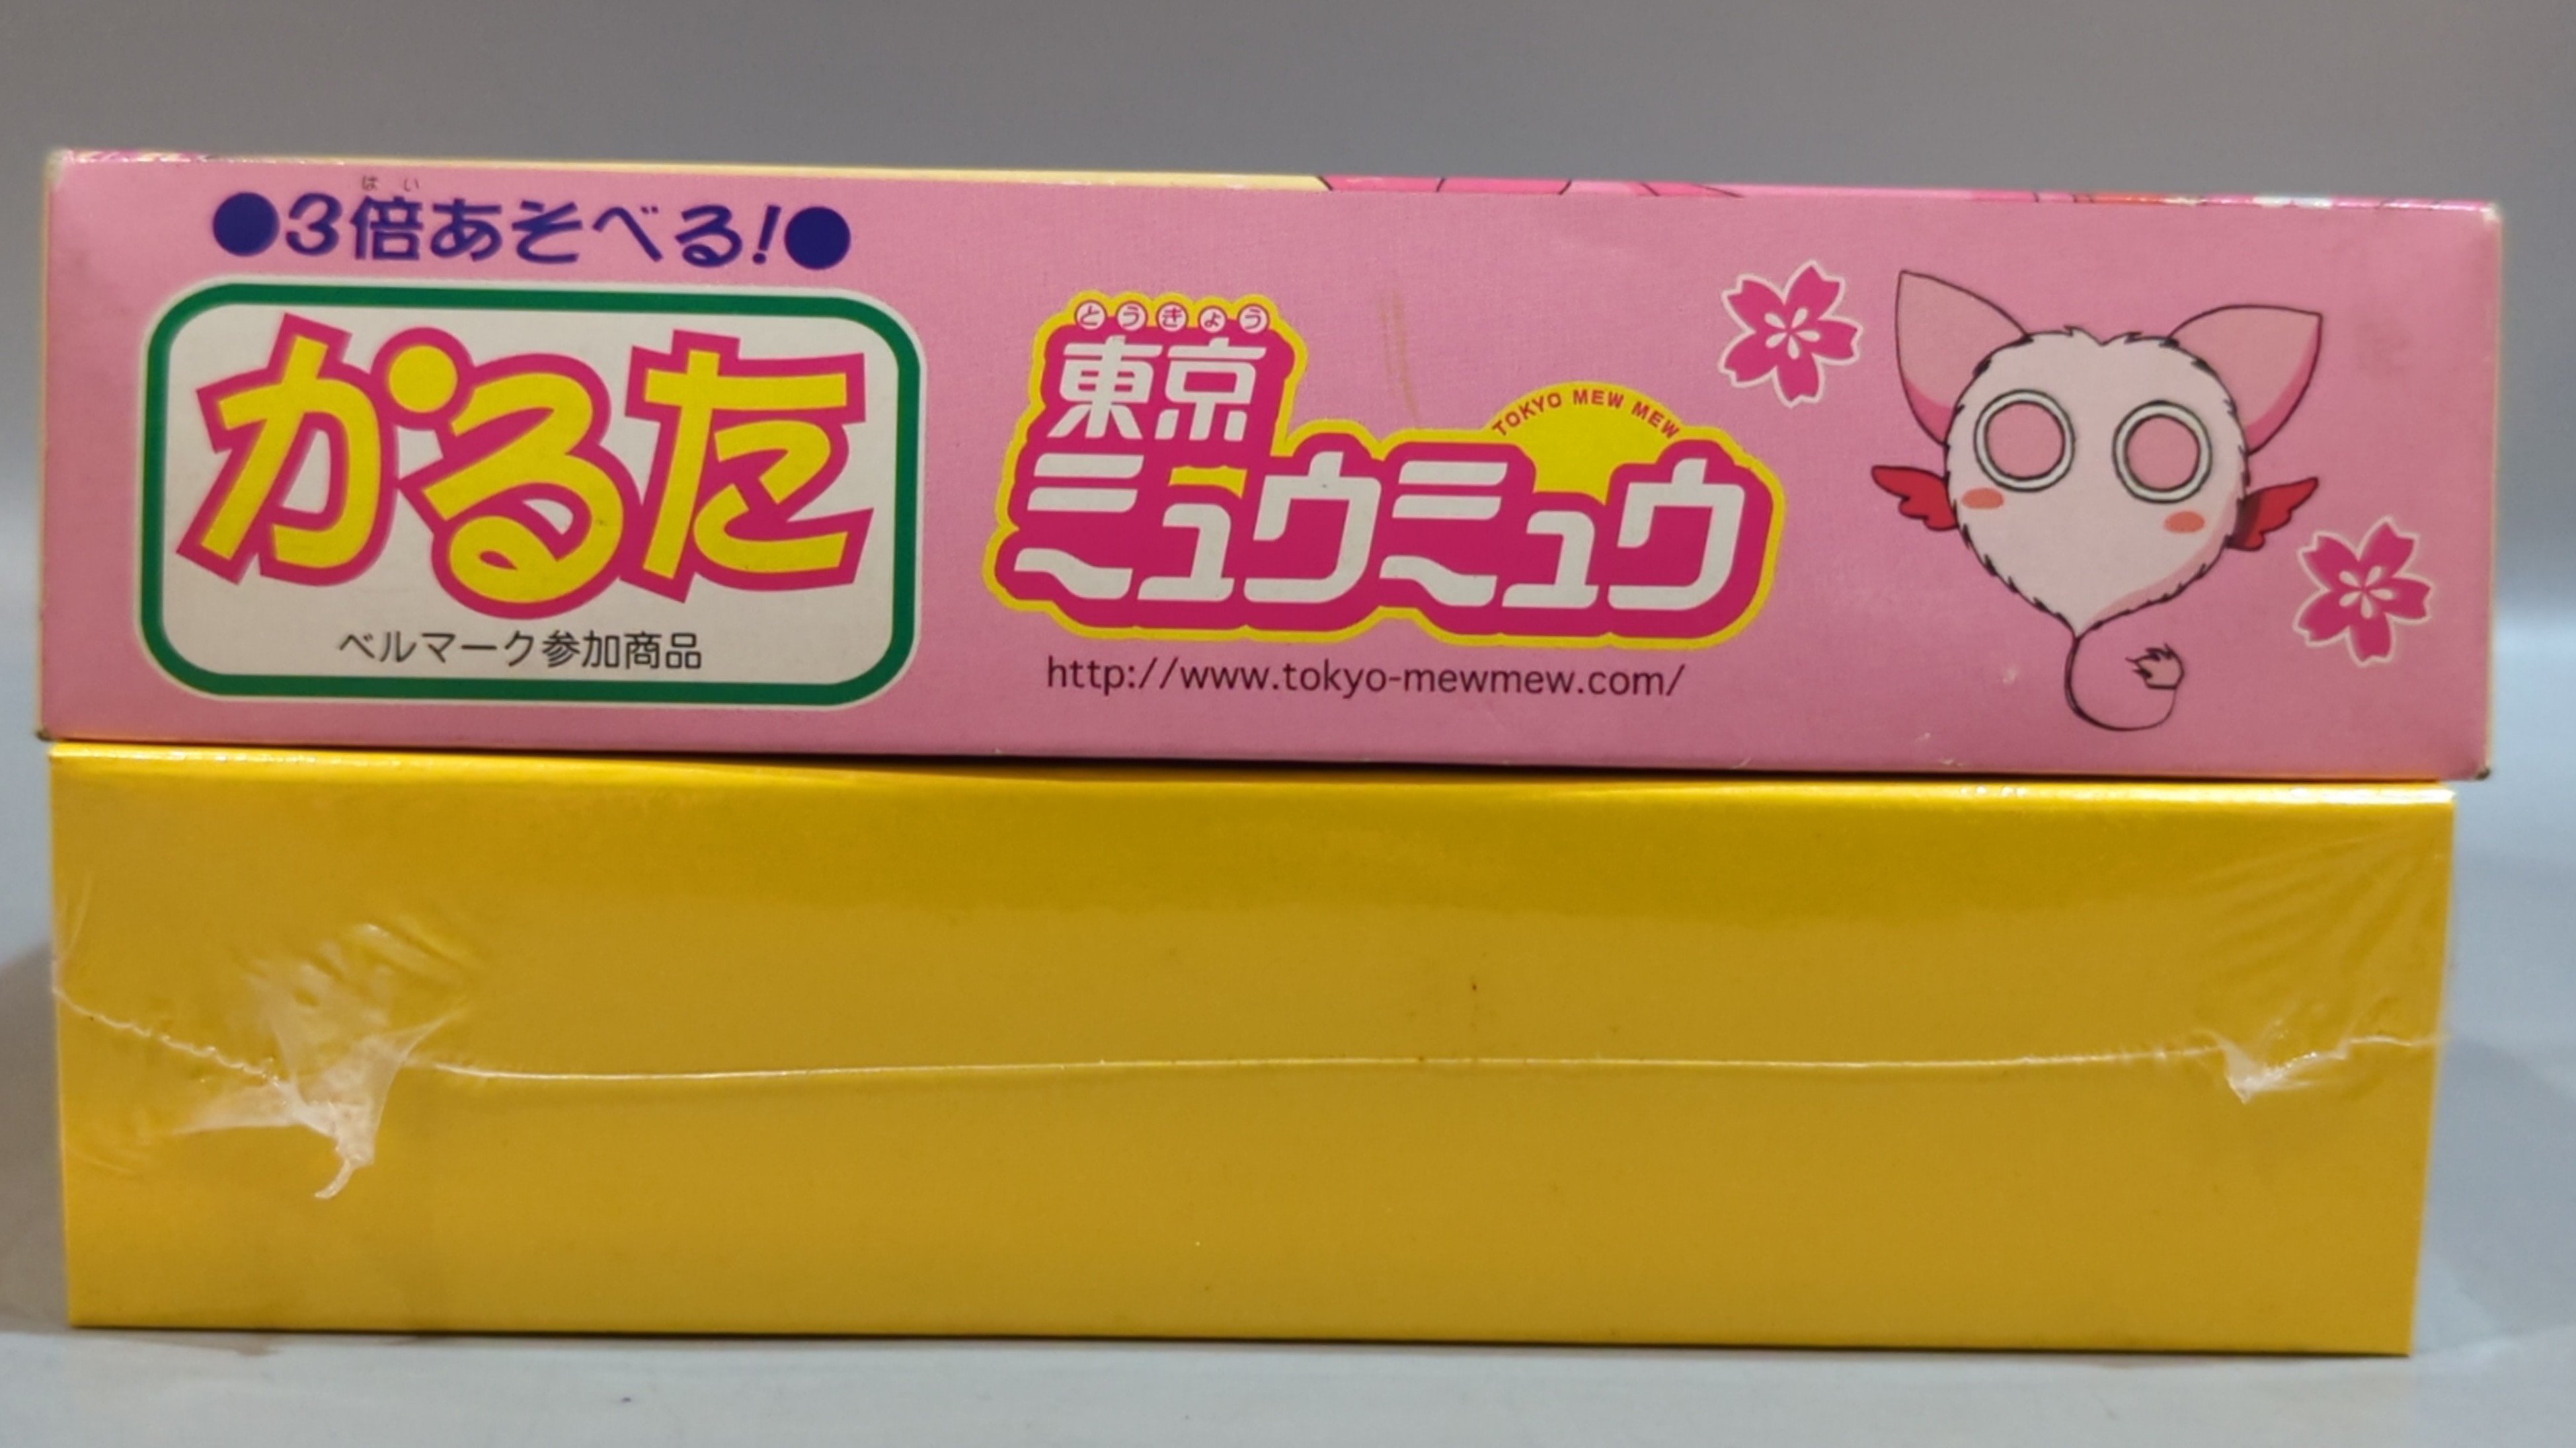 ばい
●3倍あそべる!●
かるた
ベルマーク参加商品
とうきょう
東京
TOKYO MEW MEW
ミュウミュウ
http://www.tokyo-mewmew.com/